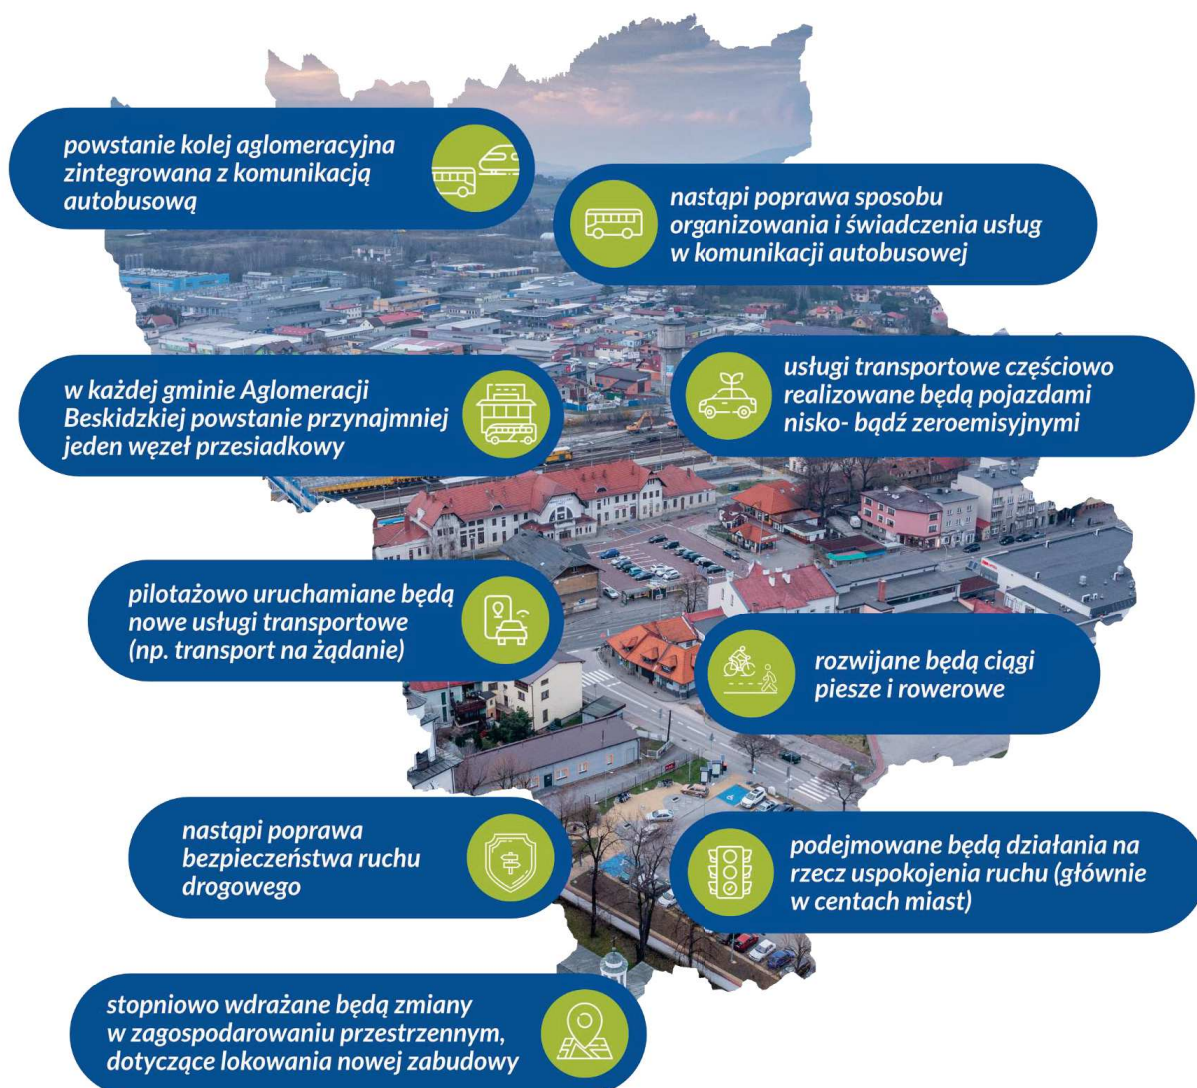 powstanie kolej aglomeracyjna
zintegrowana z komunikacją
autobusową
nastąpi poprawa sposobu
organizowania i świadczenia usług
w komunikacji autobusowej
w każdej gminie Aglomeracji
Beskidzkiej powstanie przynajmniej
jeden węzeł przesiadkowy
usługi transportowe częściowo
realizowane będą pojazdami
nisko- bądź zeroemisyjnymi
pilotażowo uruchamiane będą
nowe usługi transportowe
(np. transport na żądanie)
rozwijane będą ciągi
piesze i rowerowe
nastąpi poprawa
bezpieczeństwa ruchu
drogowego
podejmowane będą działania na
rzecz uspokojenia ruchu (głównie
w centach miast)
stopniowo wdrażane będą zmiany
w zagospodarowaniu przestrzennym,
dotyczące lokowania nowej zabudowy